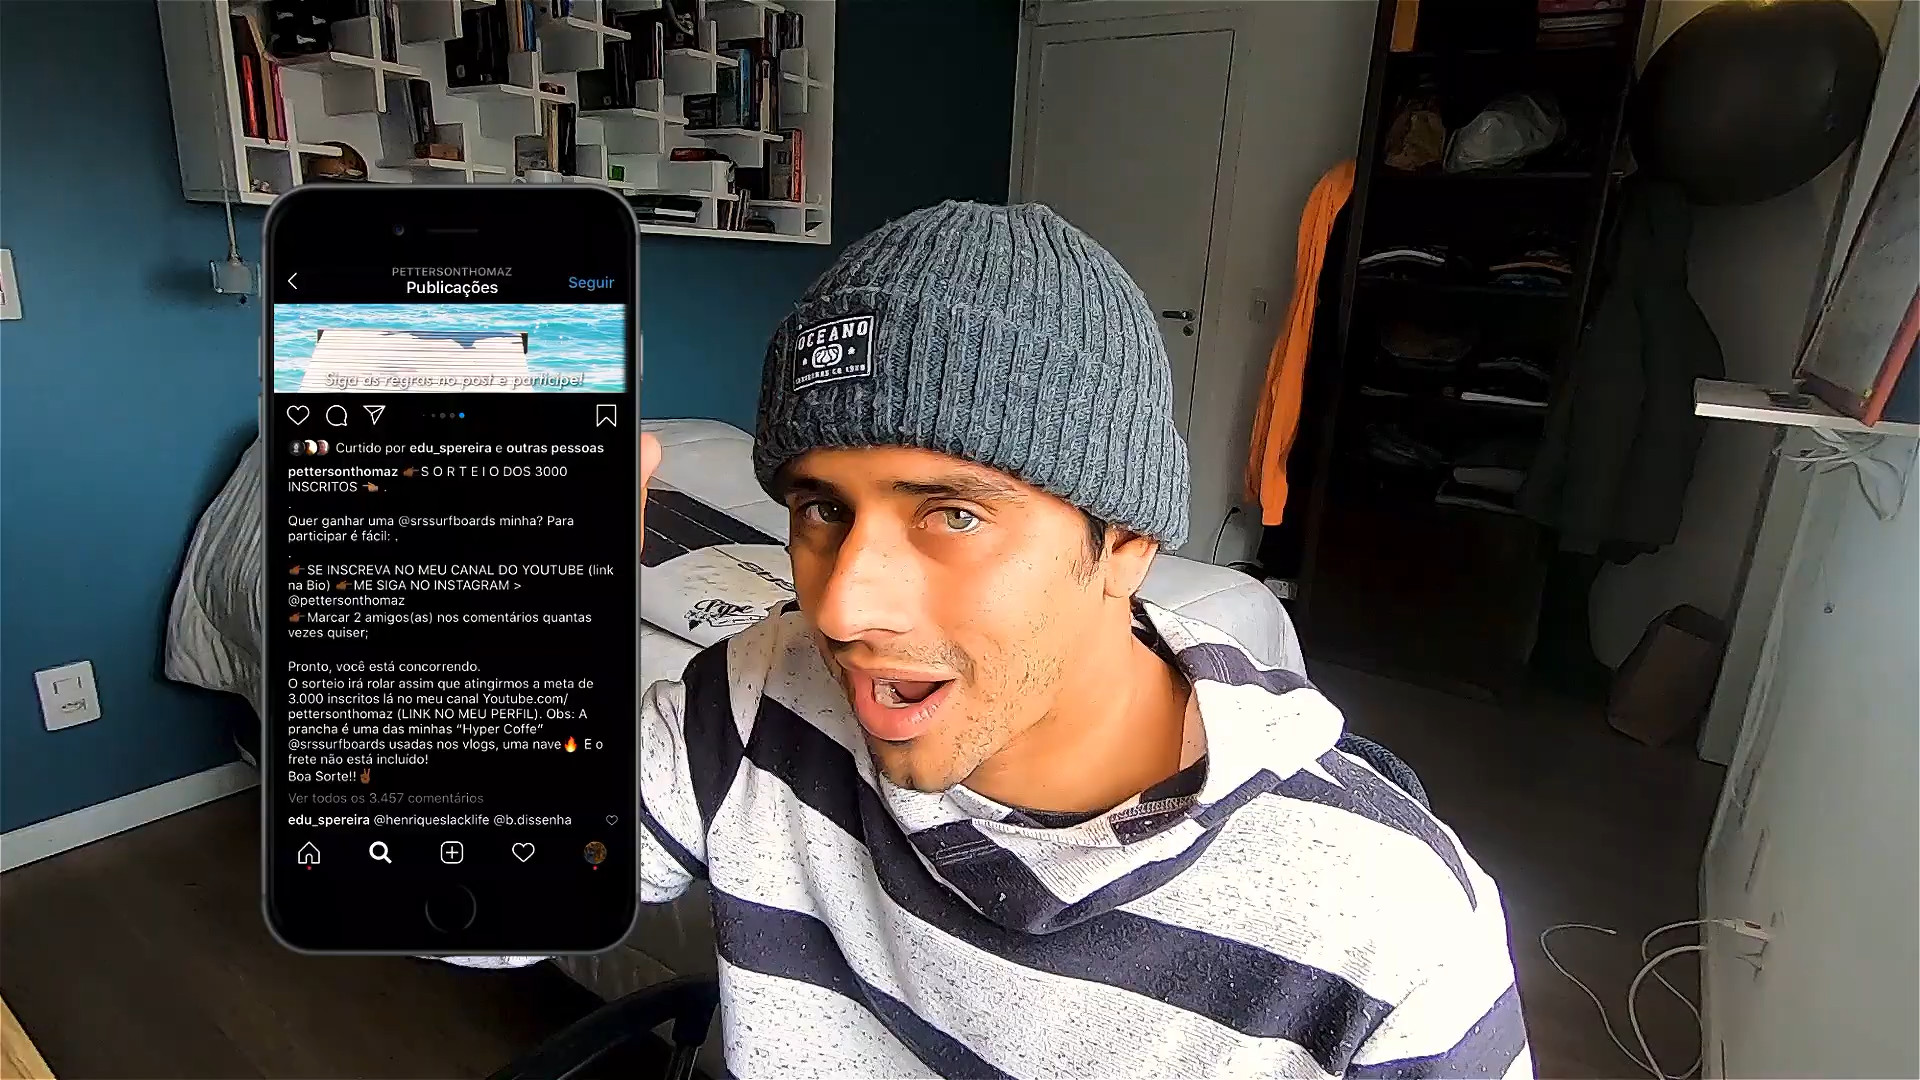 PETTERSONTHOMAZ
Publicações
Seguir
Siga as regras no post e participe!
Curtido por edu_spereira e outras pessoas
pettersonthomaz 👉🏾S O R T E I O DOS 3000
INSCRITOS 👈🏽 .
.
Quer ganhar uma @srssurfboards minha? Para
participar é fácil: .
.
👉🏾SE INSCREVA NO MEU CANAL DO YOUTUBE (link
na Bio) 👉🏾ME SIGA NO INSTAGRAM >
@pettersonthomaz
👉🏾Marcar 2 amigos(as) nos comentários quantas
vezes quiser;
Pronto, você está concorrendo.
O sorteio irá rolar assim que atingirmos a meta de
3.000 inscritos lá no meu canal Youtube.com/
pettersonthomaz (LINK NO MEU PERFIL). Obs: A
prancha é uma das minhas “Hyper Coffe”
@srssurfboards usadas nos vlogs, uma nave🔥 E o
frete não está incluído!
Boa Sorte!!✌🏾
Ver todos os 3.457 comentários
edu_spereira @henriqueslacklife @b.dissenha
OCEANO